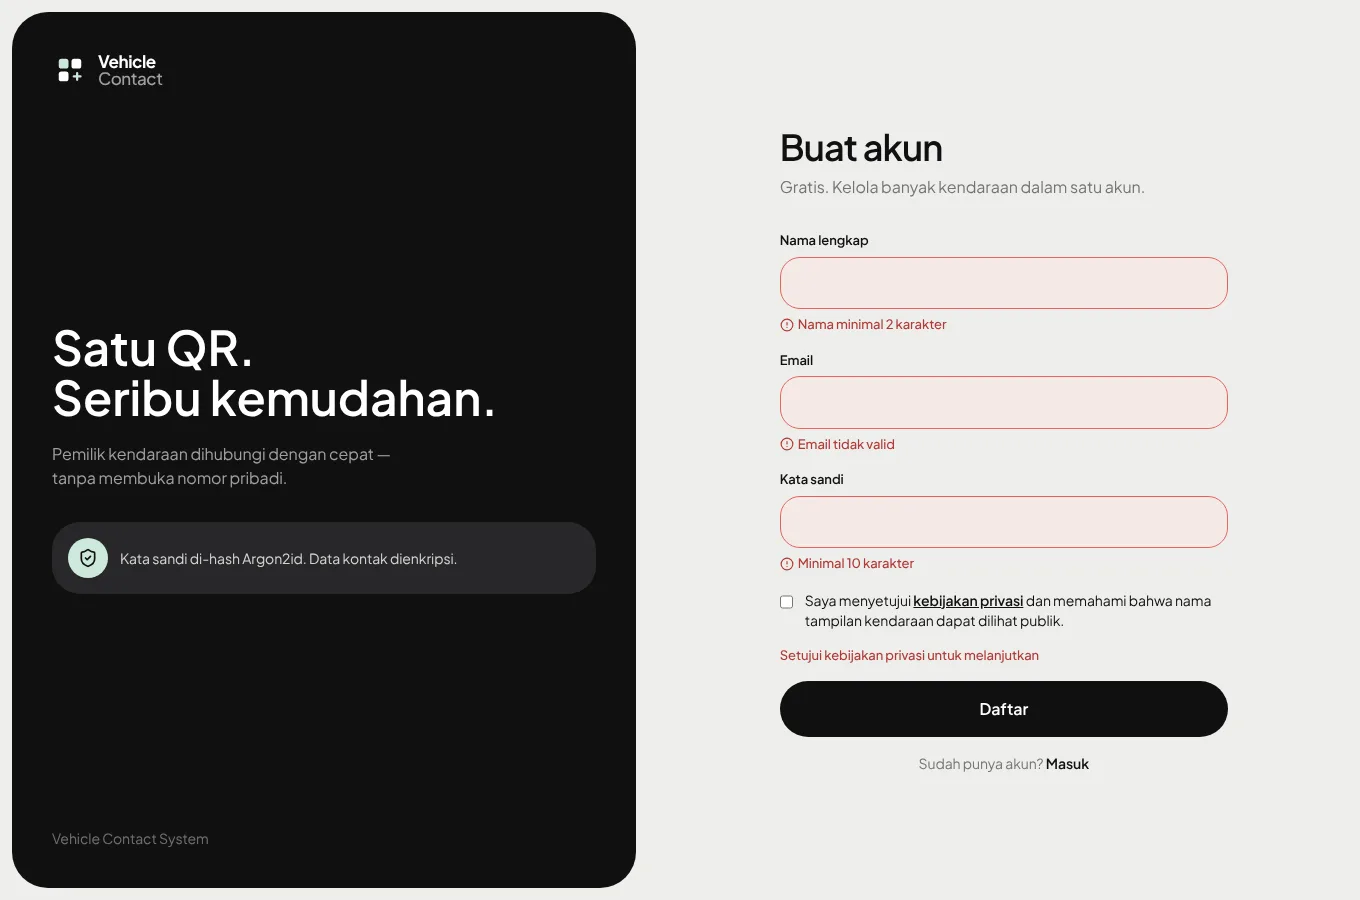 Vehicle
Contact
Satu QR.
Seribu kemudahan.
Pemilik kendaraan dihubungi dengan cepat —
tanpa membuka nomor pribadi.
Kata sandi di-hash Argon2id. Data kontak dienkripsi.
Vehicle Contact System
Buat akun
Gratis. Kelola banyak kendaraan dalam satu akun.
Nama lengkap
Nama minimal 2 karakter
Email
Email tidak valid
Kata sandi
Minimal 10 karakter
Saya menyetujui kebijakan privasi dan memahami bahwa nama
tampilan kendaraan dapat dilihat publik.
Setujui kebijakan privasi untuk melanjutkan
Daftar
Sudah punya akun? Masuk